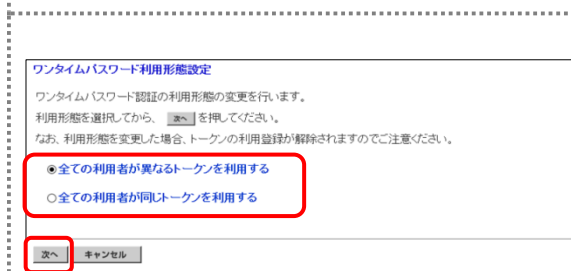 ワンタイムパスワード利用形態設定
ワンタイムパスワード認証の利用形態の変更を行います。
利用形態を選択してから、 次へ を押してください。
なお、利用形態を変更した場合、トークンの利用登録が解除されますのでご注意ください。
◉全ての利用者が異なるトークンを利用する
○全ての利用者が同じトークンを利用する
次へ キャンセル